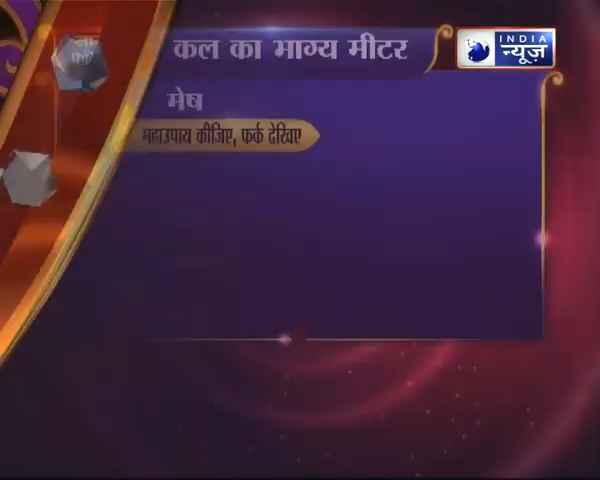 कल का भाग्य मीटर
INDIA
न्यूज़
मेष
महाउपाय कीजिए, फर्क देखिए